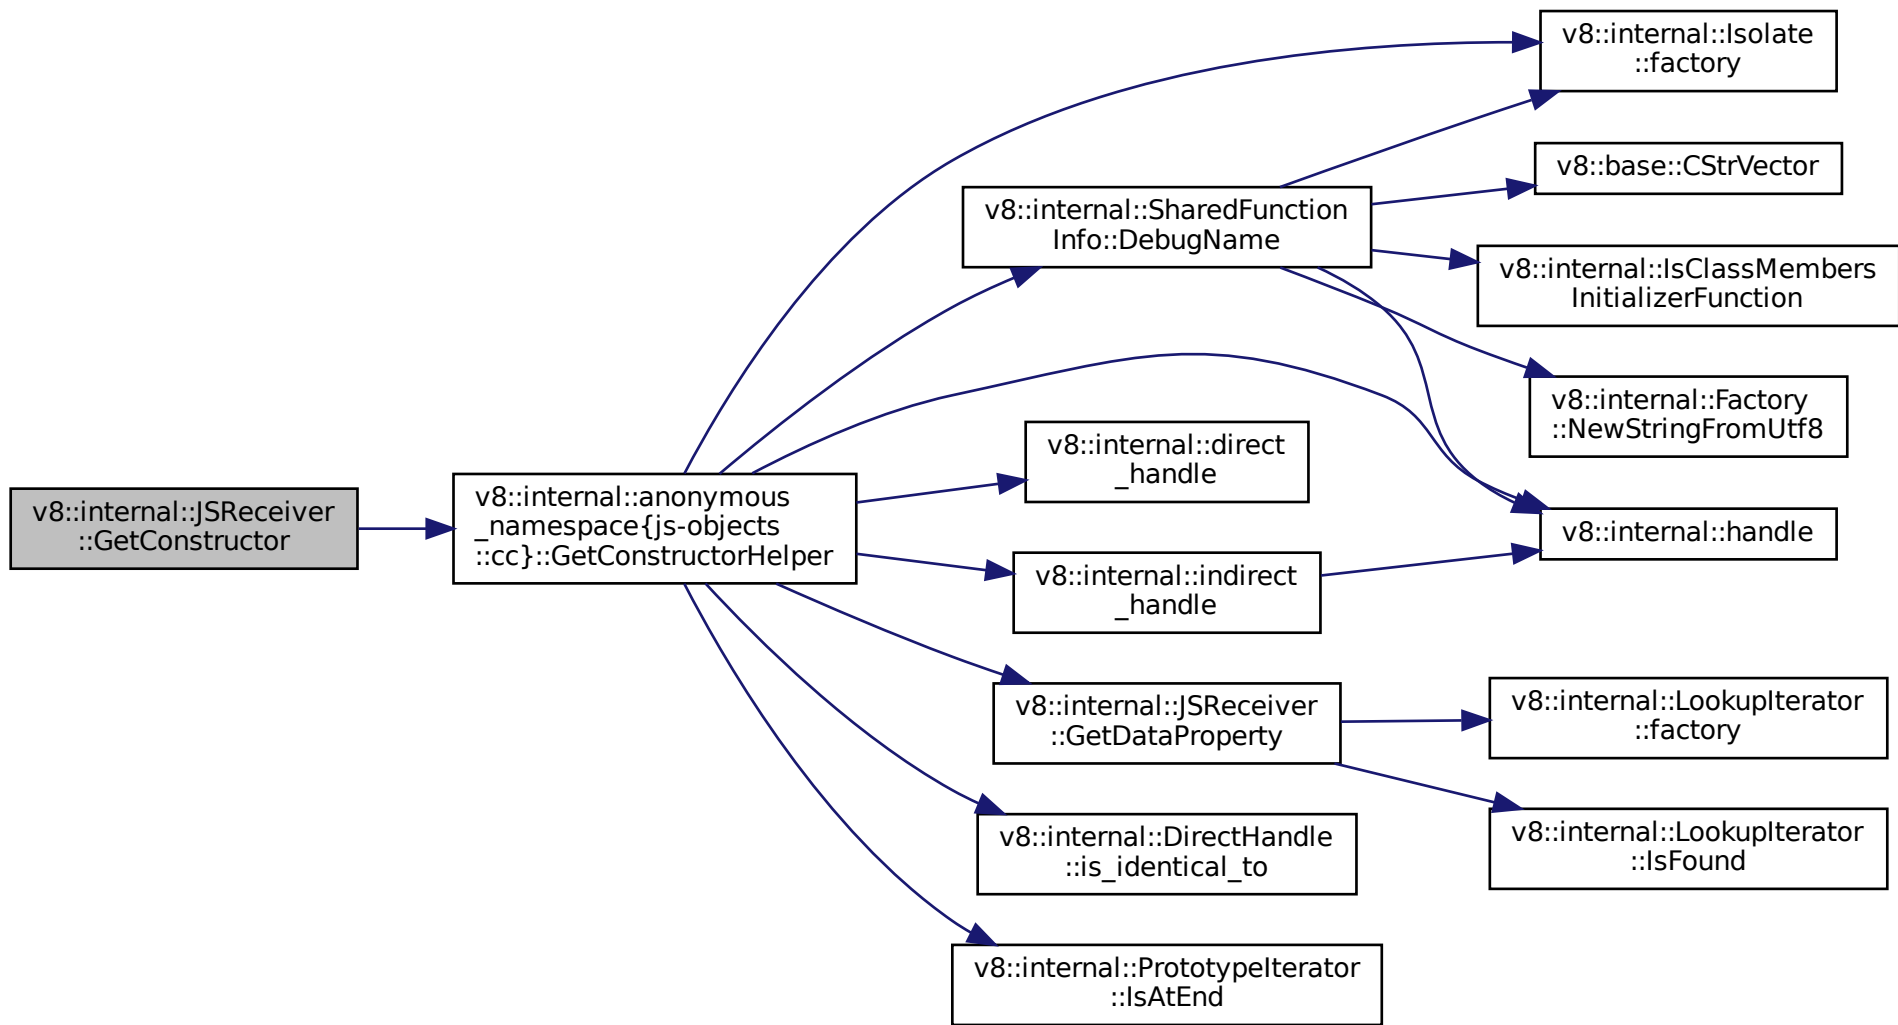 v8::internal::JSReceiver
::GetConstructor
v8::internal::anonymous
_namespace{js-objects
::cc}::GetConstructorHelper
v8::internal::SharedFunction
Info::DebugName
v8::internal::direct
_handle
v8::internal::indirect
_handle
v8::internal::JSReceiver
::GetDataProperty
v8::internal::DirectHandle
::is_identical_to
v8::internal::PrototypeIterator
::IsAtEnd
v8::internal::Isolate
::factory
v8::base::CStrVector
v8::internal::IsClassMembers
InitializerFunction
v8::internal::Factory
::NewStringFromUtf8
v8::internal::handle
v8::internal::LookupIterator
::factory
v8::internal::LookupIterator
::IsFound